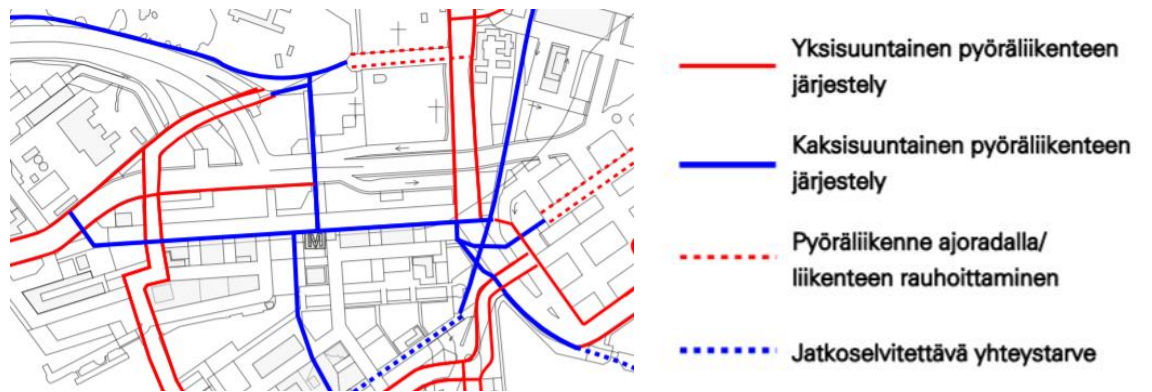 M
Yksisuuntainen pyöräliikenteen
järjestely
Kaksisuuntainen pyöräliikenteen
järjestely
Pyöräliikenne ajoradalla/
liikenteen rauhoittaminen
Jatkoselvitettävä yhteystarve